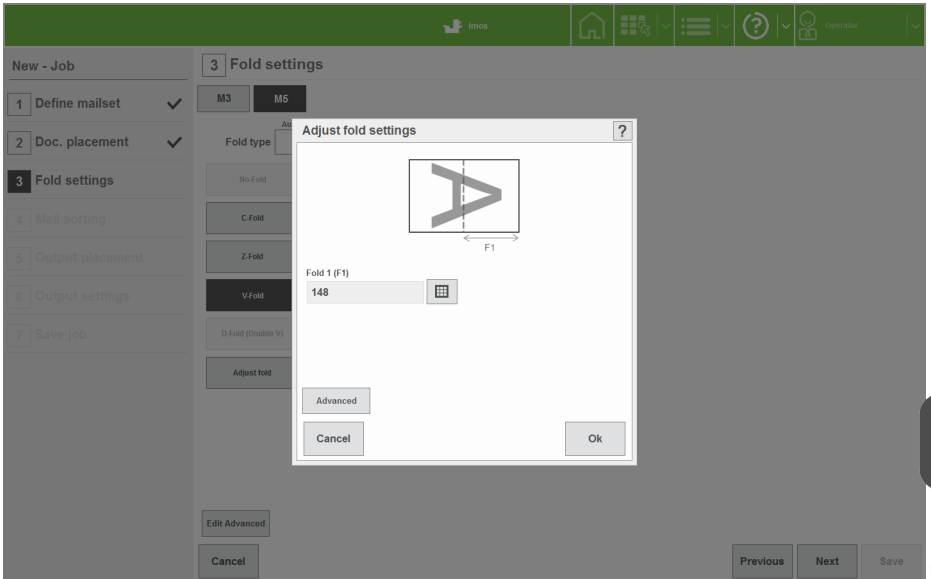 imos
Operator
New - Job
1 Define mailset
2 Doc. placement
3 Fold settings
4 Mail sorting
5 Output placement
6 Output settings
7 Save job
3 Fold settings
M3
M5
Au
Fold type
No-Fold
C-Fold
Z-Fold
V-Fold
D-Fold (Double V)
Adjust fold
Adjust fold settings
?
A
F1
Fold 1 (F1)
148
Advanced
Cancel
Ok
Edit Advanced
Cancel
Previous
Next
Save